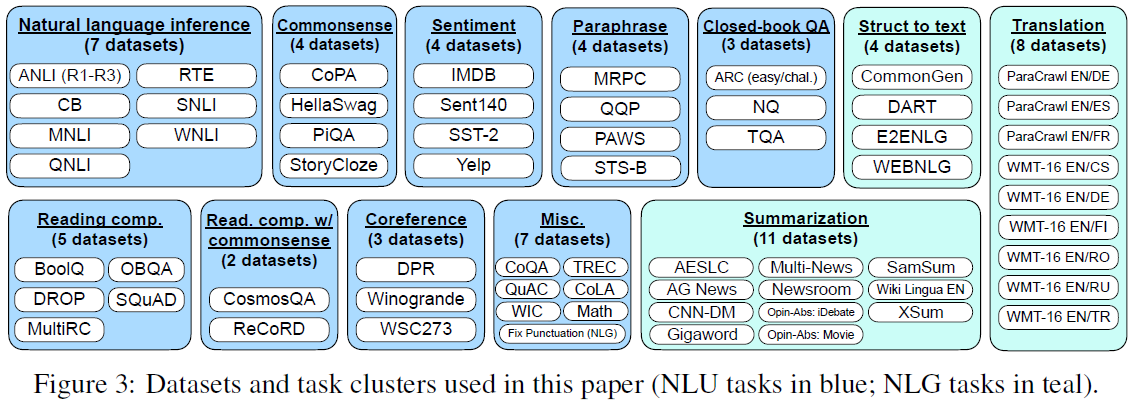 Natural language inference
(7 datasets)
ANLI (R1-R3)
RTE
CB
SNLI
MNLI
WNLI
QNLI
Commonsense
(4 datasets)
CoPA
HellaSwag
PiQA
StoryCloze
Sentiment
(4 datasets)
IMDB
Sent140
SST-2
Yelp
Paraphrase
(4 datasets)
MRPC
QQP
PAWS
STS-B
Closed-book QA
(3 datasets)
ARC (easy/chal.)
NQ
TQA
Struct to text
(4 datasets)
CommonGen
DART
E2ENLG
WEBNLG
Translation
(8 datasets)
ParaCrawl EN/DE
ParaCrawl EN/ES
ParaCrawl EN/FR
WMT-16 EN/CS
WMT-16 EN/DE
WMT-16 EN/FI
WMT-16 EN/RO
WMT-16 EN/RU
WMT-16 EN/TR
Reading comp.
(5 datasets)
BoolQ
OBQA
DROP
SQuAD
MultiRC
Read. comp. w/
commonsense
(2 datasets)
CosmosQA
ReCoRD
Coreference
(3 datasets)
DPR
Winogrande
WSC273
Misc.
(7 datasets)
CoQA
TREC
QuAC
CoLA
WIC
Math
Fix Punctuation (NLG)
Summarization
(11 datasets)
AESLC
Multi-News
SamSum
AG News
Newsroom
Wiki Lingua EN
CNN-DM
Opin-Abs: iDebate
XSum
Gigaword
Opin-Abs: Movie
Figure 3: Datasets and task clusters used in this paper (NLU tasks in blue; NLG tasks in teal).